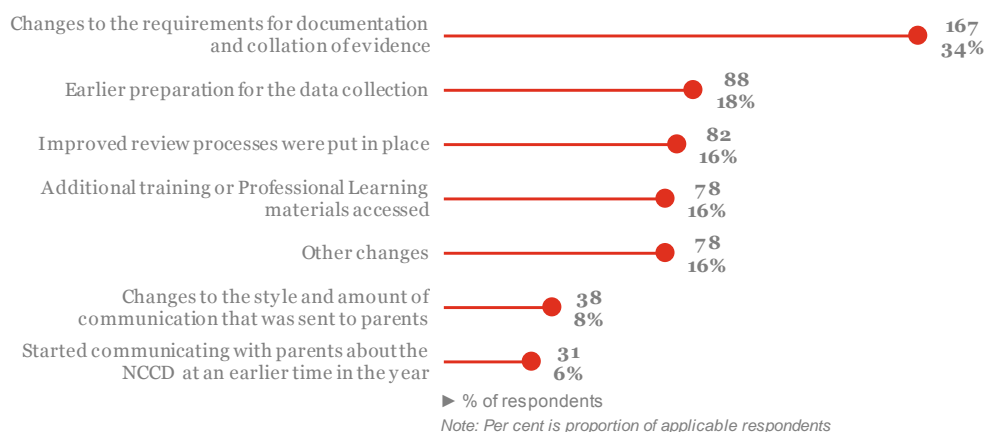 Changes to the requirements for documentation
and collation of evidence
167
34%
Earlier preparation for the data collection
88
18%
Improved review processes were put in place
82
16%
Additional training or Professional Learning
materials accessed
78
16%
Other changes
78
16%
Changes to the style and amount of
communication that was sent to parents
38
8%
Started communicating with parents about the
NCCD at an earlier time in the year
31
6%
► % of respondents
Note: Per cent is proportion of applicable respondents